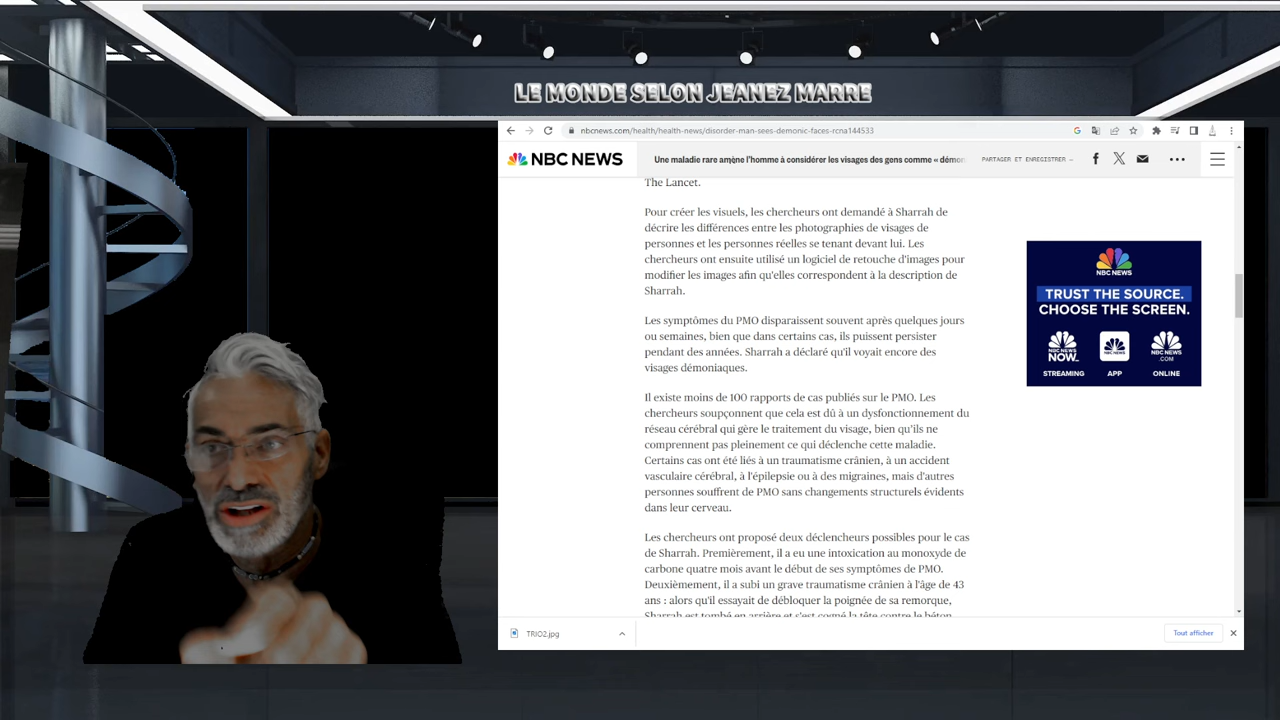 LE MONDE SELON JEANEZ MARRE
nbcnews.com/health/health-news/disorder-man-sees-demonic-faces-rcna144533
NBC NEWS
Une maladie rare amène l'homme à considérer les visages des gens comme « démon
PARTAGER ET ENREGISTRER —
The Lancet.
Pour créer les visuels, les chercheurs ont demandé à Sharrah de
décrire les différences entre les photographies de visages de
personnes et les personnes réelles se tenant devant lui. Les
chercheurs ont ensuite utilisé un logiciel de retouche d'images pour
modifier les images afin qu'elles correspondent à la description de
Sharrah.
Les symptômes du PMO disparaissent souvent après quelques jours
ou semaines, bien que dans certains cas, ils puissent persister
pendant des années. Sharrah a déclaré qu'il voyait encore des
visages démoniaques.
Il existe moins de 100 rapports de cas publiés sur le PMO. Les
chercheurs soupçonnent que cela est dû à un dysfonctionnement du
réseau cérébral qui gère le traitement du visage, bien qu'ils ne
comprennent pas pleinement ce qui déclenche cette maladie.
Certains cas ont été liés à un traumatisme crânien, à un accident
vasculaire cérébral, à l'épilepsie ou à des migraines, mais d'autres
personnes souffrent de PMO sans changements structurels évidents
dans leur cerveau.
Les chercheurs ont proposé deux déclencheurs possibles pour le cas
de Sharrah. Premièrement, il a eu une intoxication au monoxyde de
carbone quatre mois avant le début de ses symptômes de PMO.
Deuxièmement, il a subi un grave traumatisme crânien à l'âge de 43
ans : alors qu'il essayait de débloquer la poignée de sa remorque,
Sharrah est tombé en arrière et s'est cogné la tête contre le béton
NBC NEWS
TRUST THE SOURCE.
CHOOSE THE SCREEN.
NBC NEWS NOW
NBC NEWS .COM
STREAMING APP ONLINE
TRIO2.jpg
Tout afficher